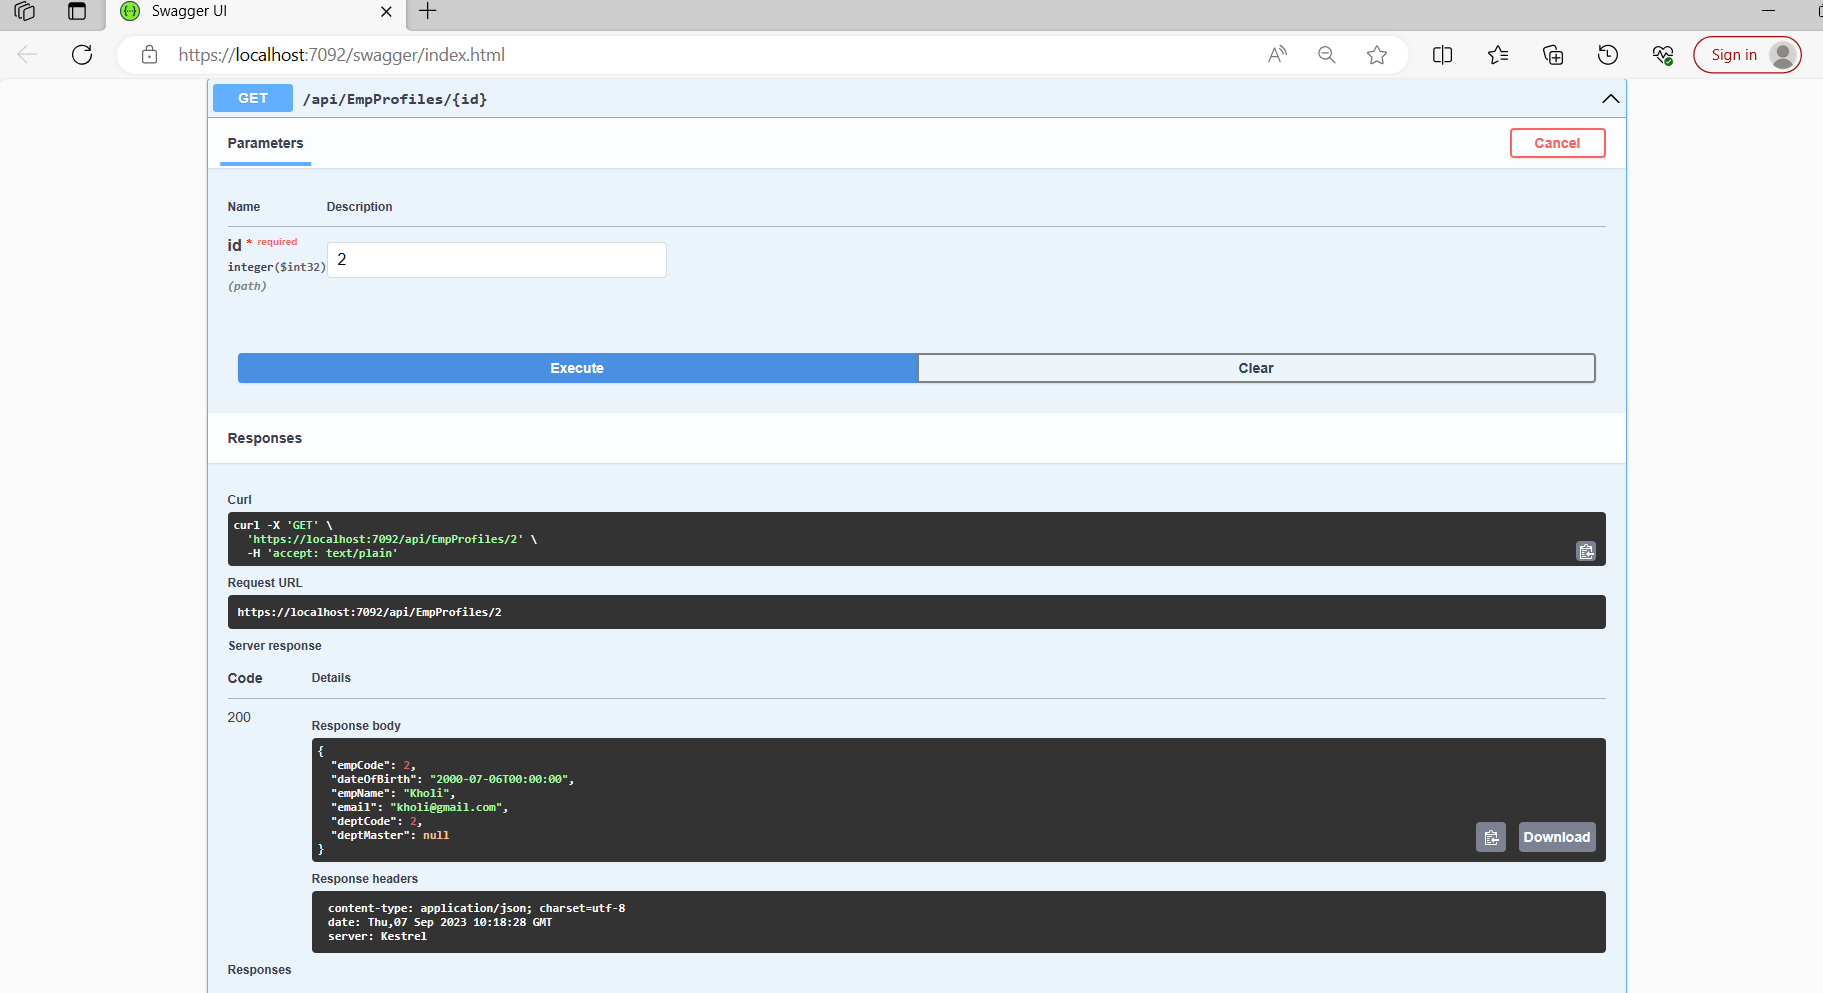 Swagger UI
https://localhost:7092/swagger/index.html
Sign in
GET /api/EmpProfiles/{id}
Parameters
Cancel
Name Description
id * required
integer($int32)
(path)
2
Execute Clear
Responses
Curl
curl -X 'GET' \
'https://localhost:7092/api/EmpProfiles/2' \
-H 'accept: text/plain'
Request URL
https://localhost:7092/api/EmpProfiles/2
Server response
Code Details
200
Response body
{
"empCode": 2,
"dateOfBirth": "2000-07-06T00:00:00",
"empName": "Kholi",
"email": "kholi@gmail.com",
"deptCode": 2,
"deptMaster": null
}
Download
Response headers
content-type: application/json; charset=utf-8
date: Thu,07 Sep 2023 10:18:28 GMT
server: Kestrel
Responses